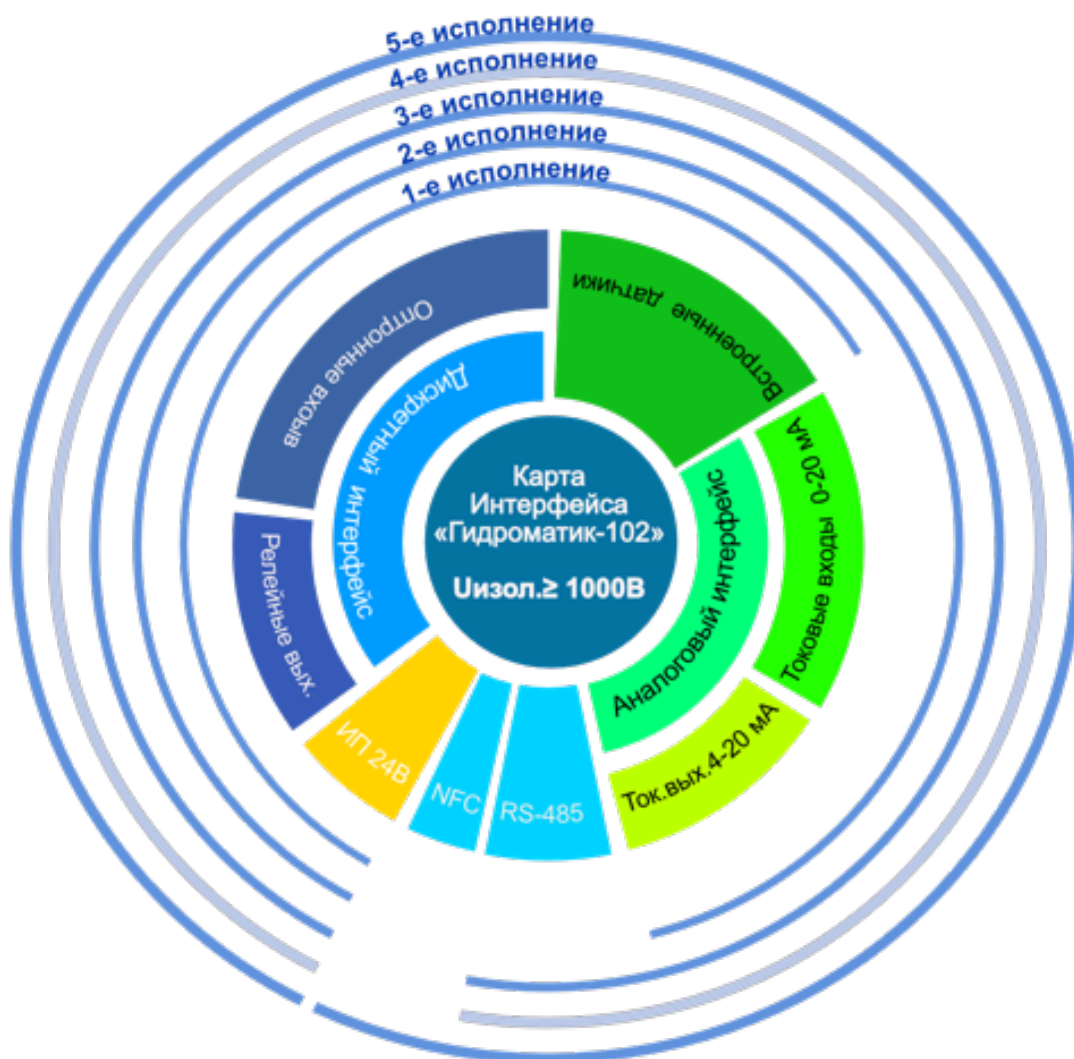 5-е исполнение
4-е исполнение
3-е исполнение
2-е исполнение
1-е исполнение
Оптронные вхорыв
Дискретный интерфейс
Релейные вых.
Встроенные датчики
Токовые входы 0-20 мА
Аналоговый интерфейс
Ток.вых.4-20 мА
Карта
Интерфейса
«Гидроматик-102»
Uизол.≥ 1000В
ИП 24В
NFC
RS-485